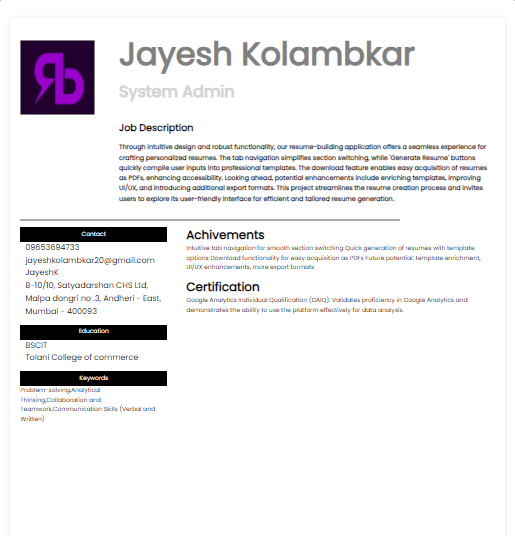 Jayesh Kolambkar
System Admin
Job Description
Through intuitive design and robust functionality, our resume-building application offers a seamless experience for
crafting personalized resumes. The tab navigation simplifies section switching, while 'Generate Resume' buttons
quickly compile user inputs into professional templates. The download feature enables easy acquisition of resumes
as PDFs, enhancing accessibility. Looking ahead, potential enhancements include enriching templates, improving
UI/UX, and introducing additional export formats. This project streamlines the resume creation process and invites
users to explore its user-friendly interface for efficient and tailored resume generation.
Contact
09653694733
jayeshkolambkar20@gmail.com
JayeshK
B-10/10, Satyadarshan CHS Ltd,
Malpa dongri no .3, Andheri - East,
Mumbai - 400093
Education
BSCIT
Tolani College of commerce
Keywords
Problem-solving,Analytical
Thinking,Collaboration and
Teamwork,Communication Skills (Verbal and
Written)
Achivements
Intuitive tab navigation for smooth section switching Quick generation of resumes with template
options Download functionality for easy acquisition as PDFs Future potential: template enrichment,
UI/UX enhancements, more export formats
Certification
Google Analytics Individual Qualification (GAIQ): Validates proficiency in Google Analytics and
demonstrates the ability to use the platform effectively for data analysis.